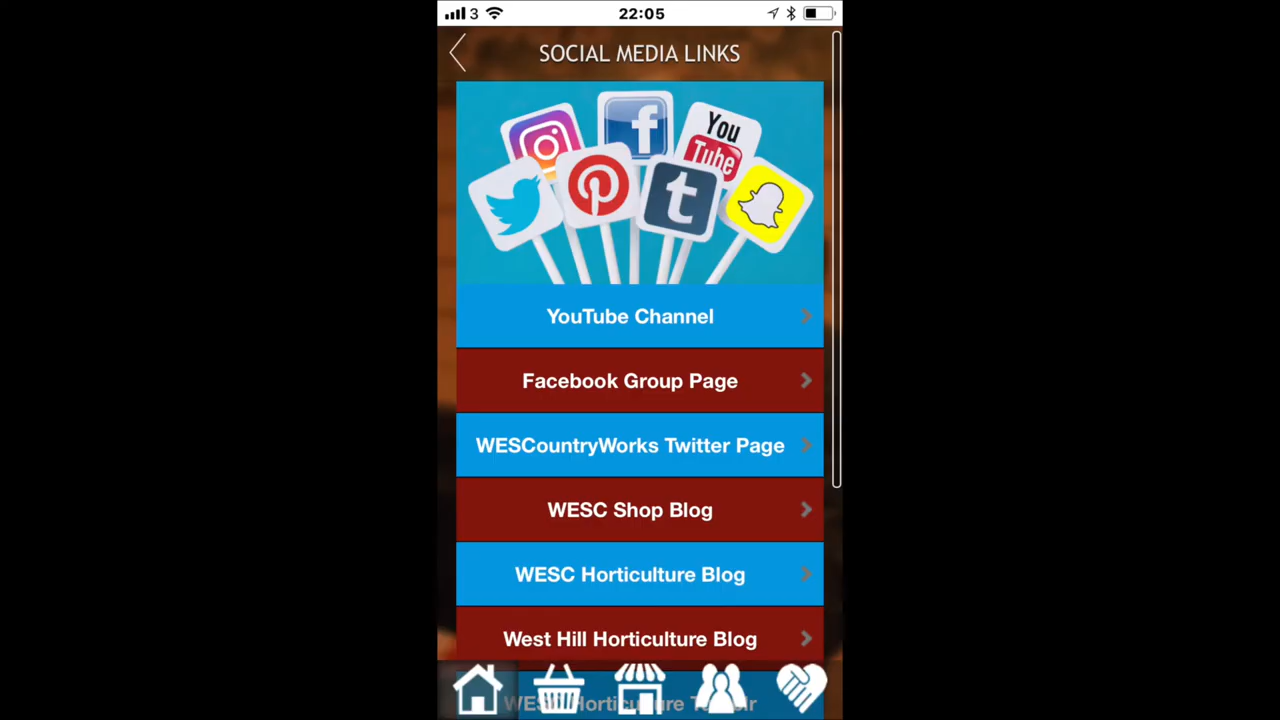 3 22:05
SOCIAL MEDIA LINKS
f
You
Tube
t
YouTube Channel
Facebook Group Page
WESCountryWorks Twitter Page
WESC Shop Blog
WESC Horticulture Blog
West Hill Horticulture Blog
Horticulture